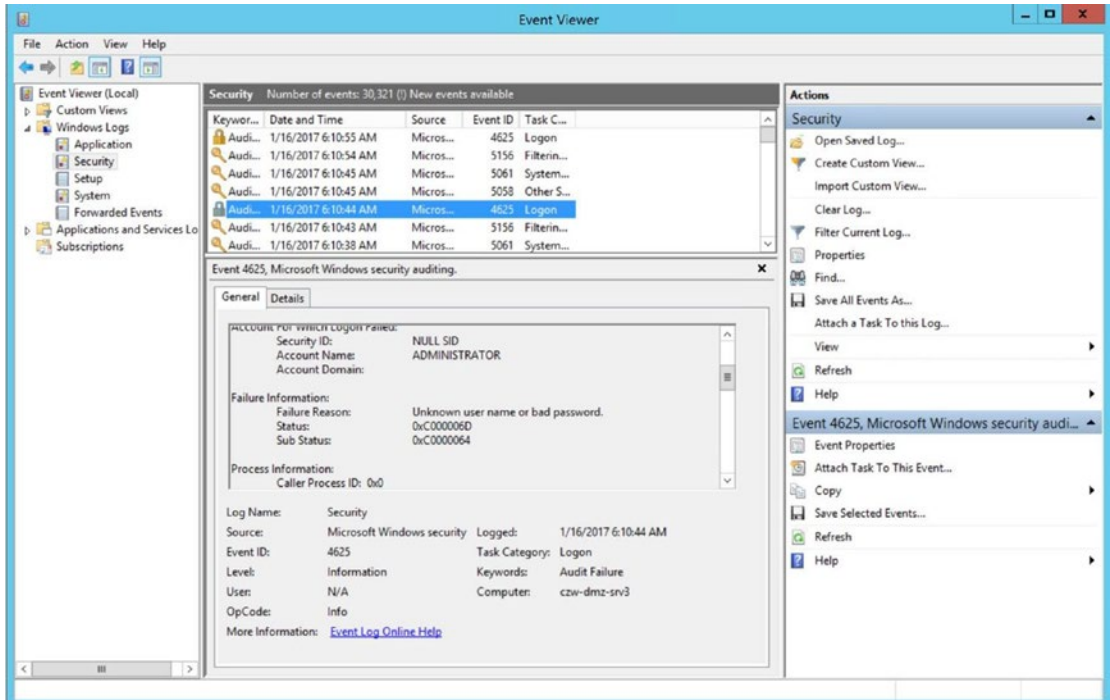 Event Viewer
File Action View Help
Event Viewer (Local)
Custom Views
Windows Logs
Application
Security
Setup
System
Forwarded Events
Applications and Services Lo
Subscriptions
Security Number of events: 30,321 (!) New events available
Keywor... Date and Time Source Event ID Task C...
Audi... 1/16/2017 6:10:55 AM Micros... 4625 Logon
Audi... 1/16/2017 6:10:54 AM Micros... 5156 Filterin...
Audi... 1/16/2017 6:10:45 AM Micros... 5061 System...
Audi... 1/16/2017 6:10:45 AM Micros... 5058 Other S...
Audi... 1/16/2017 6:10:44 AM Micros... 4625 Logon
Audi... 1/16/2017 6:10:43 AM Micros... 5156 Filterin...
Audi... 1/16/2017 6:10:38 AM Micros... 5061 System...
Event 4625, Microsoft Windows security auditing.
General Details
Account For Which Logon Failed:
Security ID: NULL SID
Account Name: ADMINISTRATOR
Account Domain:
Failure Information:
Failure Reason: Unknown user name or bad password.
Status: 0xC000006D
Sub Status: 0xC0000064
Process Information:
Caller Process ID: 0x0
Log Name: Security
Source: Microsoft Windows security Logged: 1/16/2017 6:10:44 AM
Event ID: 4625 Task Category: Logon
Level: Information Keywords: Audit Failure
User: N/A Computer: czw-dmz-srv3
OpCode: Info
More Information: Event Log Online Help
Actions
Security
Open Saved Log...
Create Custom View...
Import Custom View...
Clear Log...
Filter Current Log...
Properties
Find...
Save All Events As...
Attach a Task To this Log...
View
Refresh
Help
Event 4625, Microsoft Windows security audi...
Event Properties
Attach Task To This Event...
Copy
Save Selected Events...
Refresh
Help